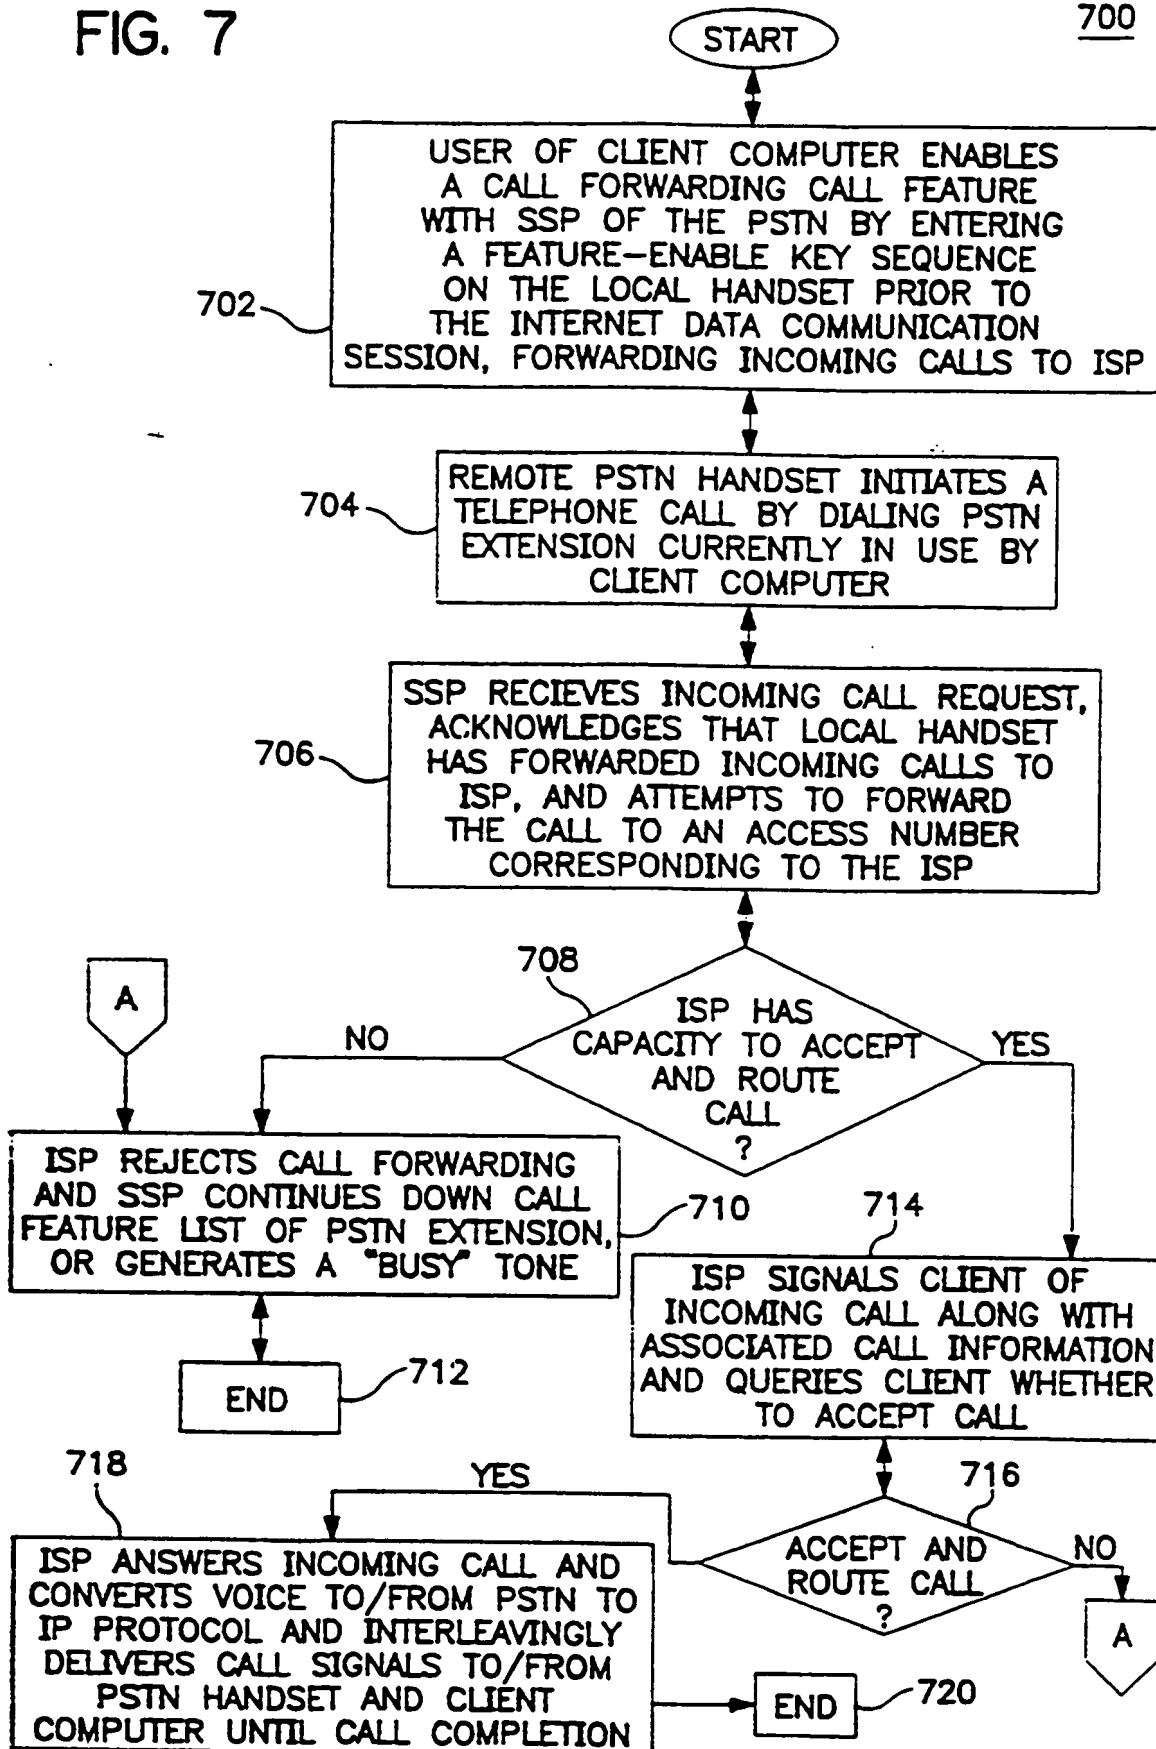 FIG. 7
700
START
USER OF CLIENT COMPUTER ENABLES
A CALL FORWARDING CALL FEATURE
WITH SSP OF THE PSTN BY ENTERING
A FEATURE-ENABLE KEY SEQUENCE
ON THE LOCAL HANDSET PRIOR TO
THE INTERNET DATA COMMUNICATION
SESSION, FORWARDING INCOMING CALLS TO ISP
702
REMOTE PSTN HANDSET INITIATES A
TELEPHONE CALL BY DIALING PSTN
EXTENSION CURRENTLY IN USE BY
CLIENT COMPUTER
704
SSP RECIEVES INCOMING CALL REQUEST,
ACKNOWLEDGES THAT LOCAL HANDSET
HAS FORWARDED INCOMING CALLS TO
ISP, AND ATTEMPTS TO FORWARD
THE CALL TO AN ACCESS NUMBER
CORRESPONDING TO THE ISP
706
708
ISP HAS
CAPACITY TO ACCEPT
AND ROUTE
CALL
?
NO
YES
A
ISP REJECTS CALL FORWARDING
AND SSP CONTINUES DOWN CALL
FEATURE LIST OF PSTN EXTENSION,
OR GENERATES A "BUSY" TONE
710
END
712
714
ISP SIGNALS CLIENT OF
INCOMING CALL ALONG WITH
ASSOCIATED CALL INFORMATION
AND QUERIES CLIENT WHETHER
TO ACCEPT CALL
716
ACCEPT AND
ROUTE CALL
?
YES
NO
A
718
ISP ANSWERS INCOMING CALL AND
CONVERTS VOICE TO/FROM PSTN TO
IP PROTOCOL AND INTERLEAVINGLY
DELIVERS CALL SIGNALS TO/FROM
PSTN HANDSET AND CLIENT
COMPUTER UNTIL CALL COMPLETION
END
720